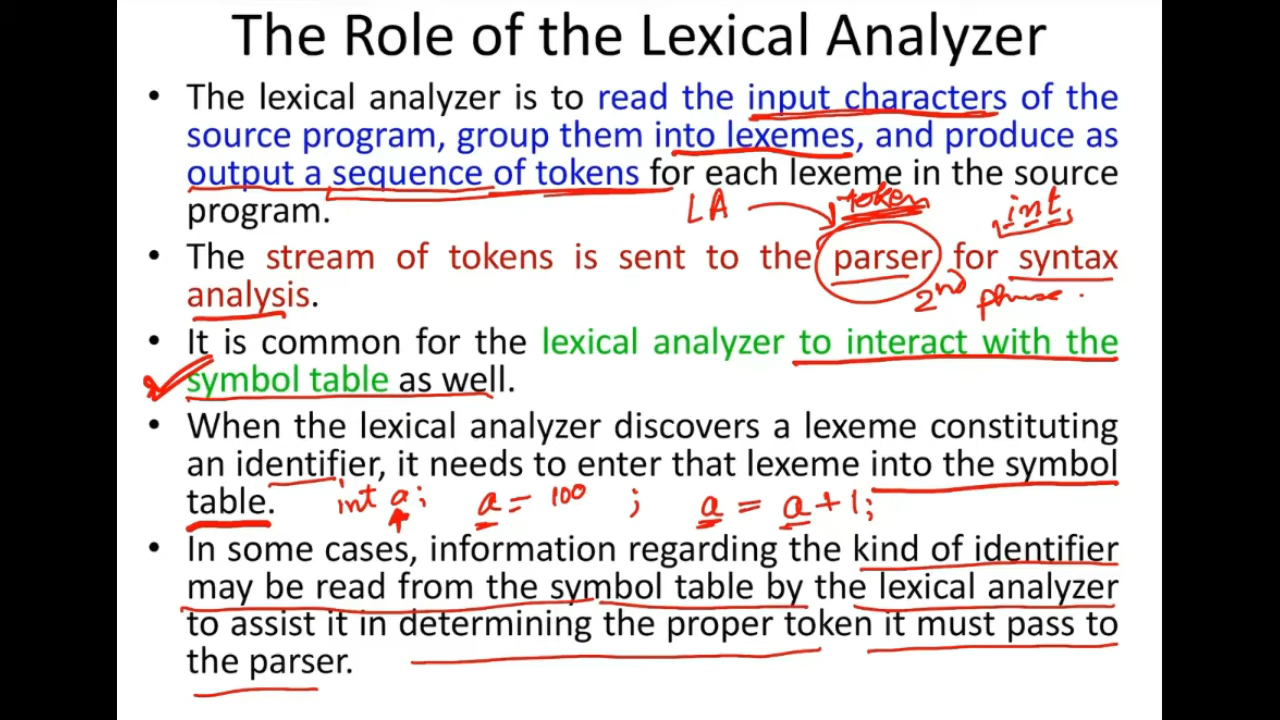 The Role of the Lexical Analyzer
• The lexical analyzer is to read the input characters of the
source program, group them into lexemes, and produce as
output a sequence of tokens for each lexeme in the source
program.
LA token int
• The stream of tokens is sent to the parser for syntax
analysis.
2nd phase.
• It is common for the lexical analyzer to interact with the
symbol table as well.
• When the lexical analyzer discovers a lexeme constituting
an identifier, it needs to enter that lexeme into the symbol
table. int a; a = 100 ; a = a + 1;
• In some cases, information regarding the kind of identifier
may be read from the symbol table by the lexical analyzer
to assist it in determining the proper token it must pass to
the parser.